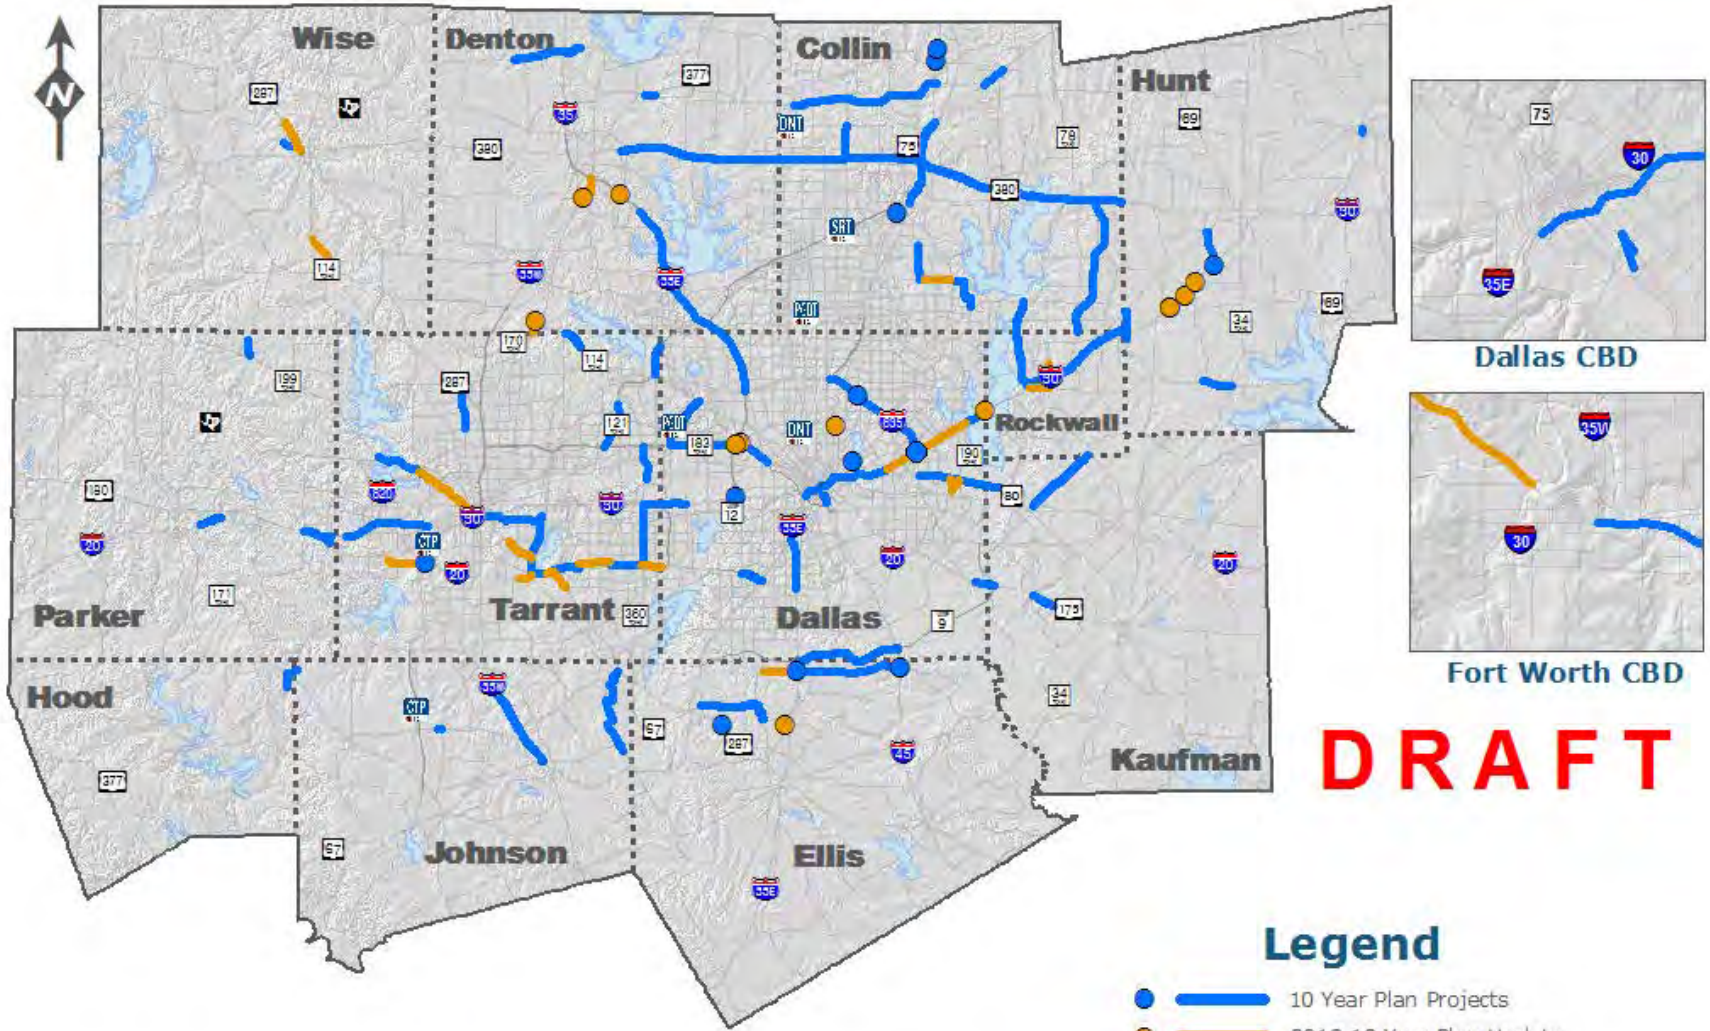 Wise
Denton
Collin
Hunt
N
287
377
35
DNT
69
75
380
75
78
30
380
SRT
30
35E
114
35W
35E
PGBT
69
34
35E
170
Dallas CBD
199
287
114
30
121
PGBT
DNT
635
Rockwall
183
190
35W
180
820
30
30
12
80
20
CTP
35E
20
20
20
30
171
Parker
Tarrant
360
Dallas
9
175
Fort Worth CBD
Hood
35W
CTP
67
287
45
34
377
Kaufman
DRAFT
67
Johnson
Ellis
35E
Legend
10 Year Plan Projects